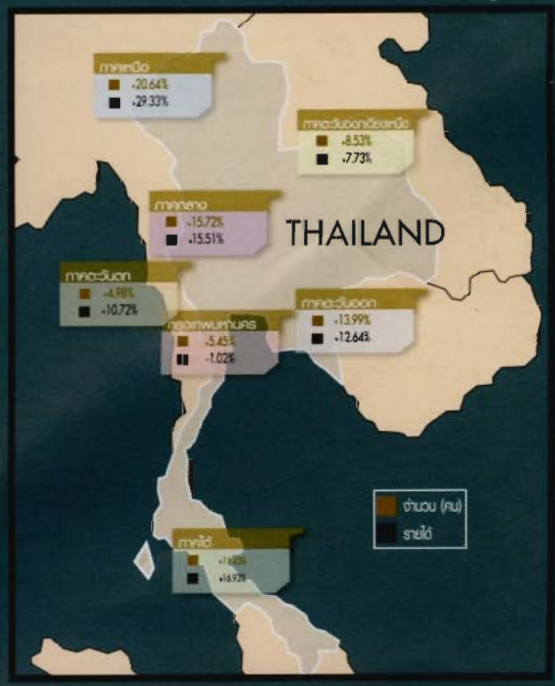 ภาคเหนือ
+20.64%
+29.33%
ภาคตะวันออกเฉียงเหนือ
+8.53%
+7.73%
ภาคกลาง
+15.72%
+15.51%
THAILAND
ภาคตะวันตก
+4.98%
+10.72%
ภาคตะวันออก
+13.99%
+12.64%
กรุงเทพมหานคร
+5.45%
-1.02%
จำนวน (คน)
รายได้
ภาคใต้
+16.92%